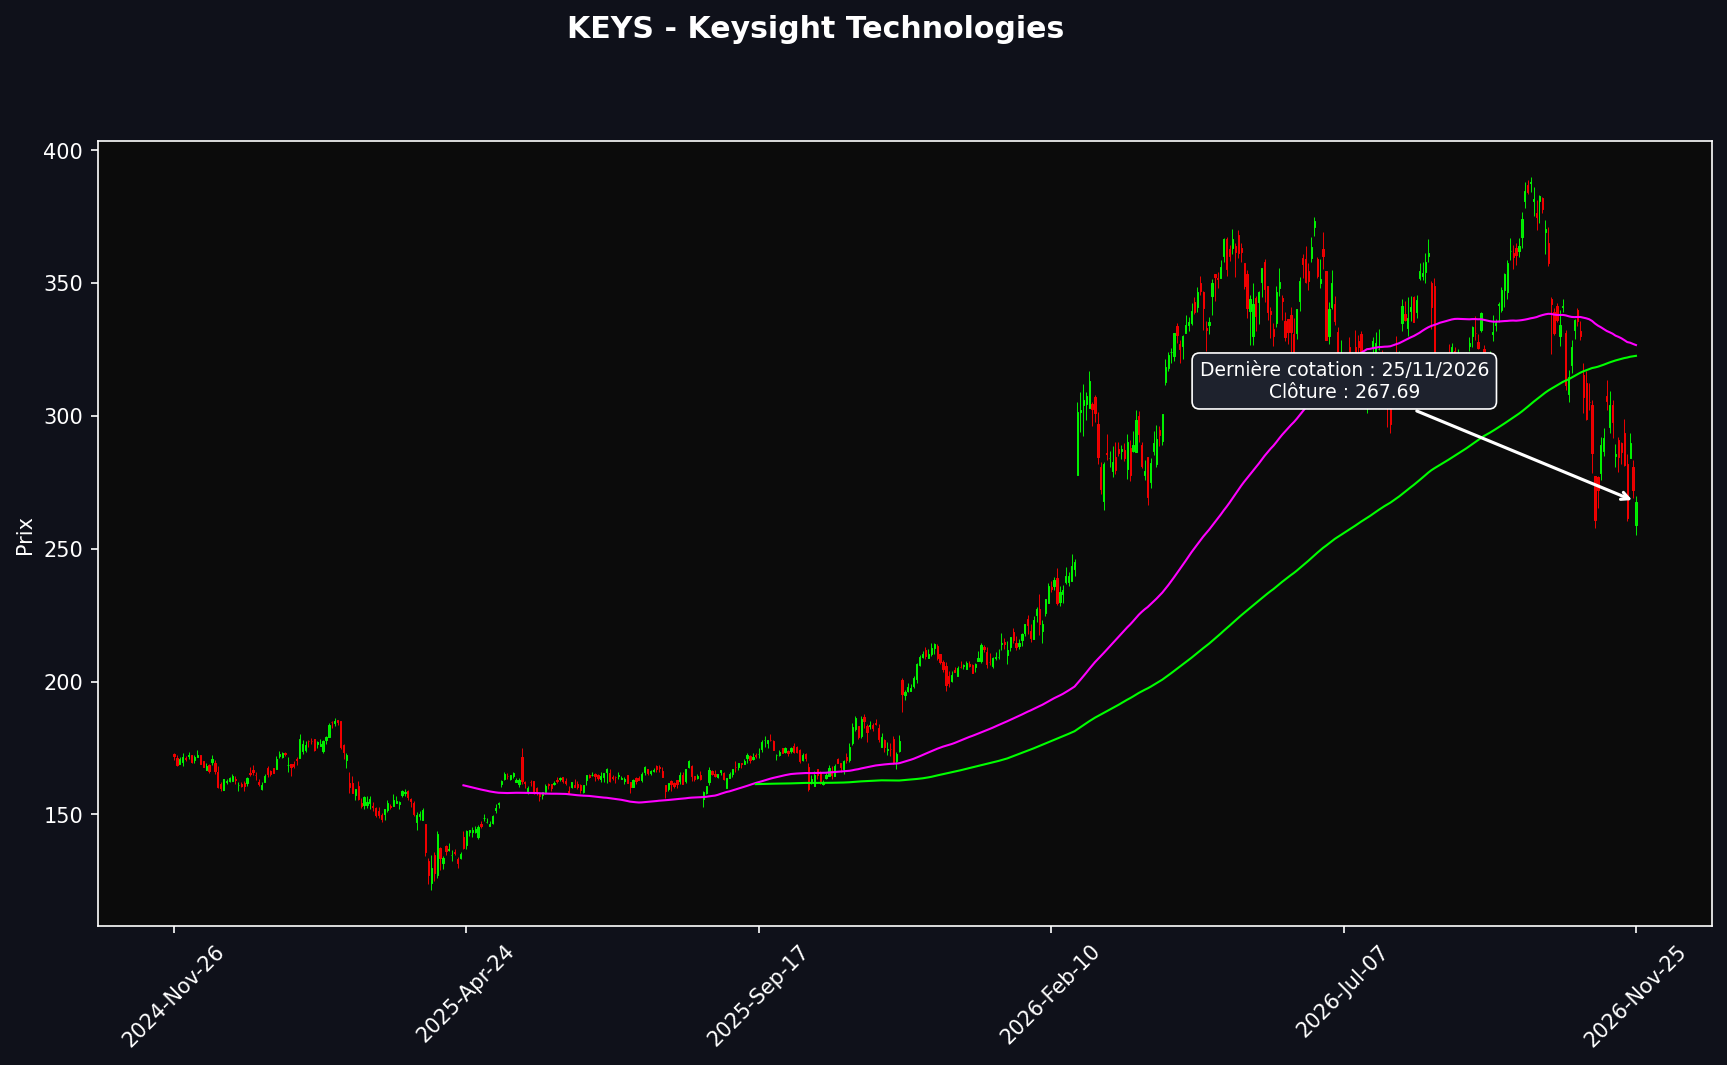 KEYS - Keysight Technologies
400
350
300
250
200
150
Prix
Dernière cotation : 25/11/2026
Clôture : 267.69
2024-Nov-26
2025-Apr-24
2025-Sep-17
2026-Feb-10
2026-Jul-07
2026-Nov-25